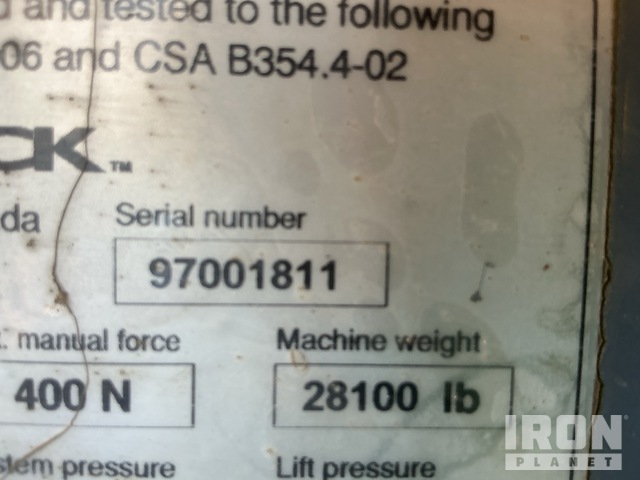 and tested to the following
06 and CSA B354.4-02
CK™
da Serial number
97001811
. manual force Machine weight
400 N 28100 lb
stem pressure Lift pressure
IRON
PLANET